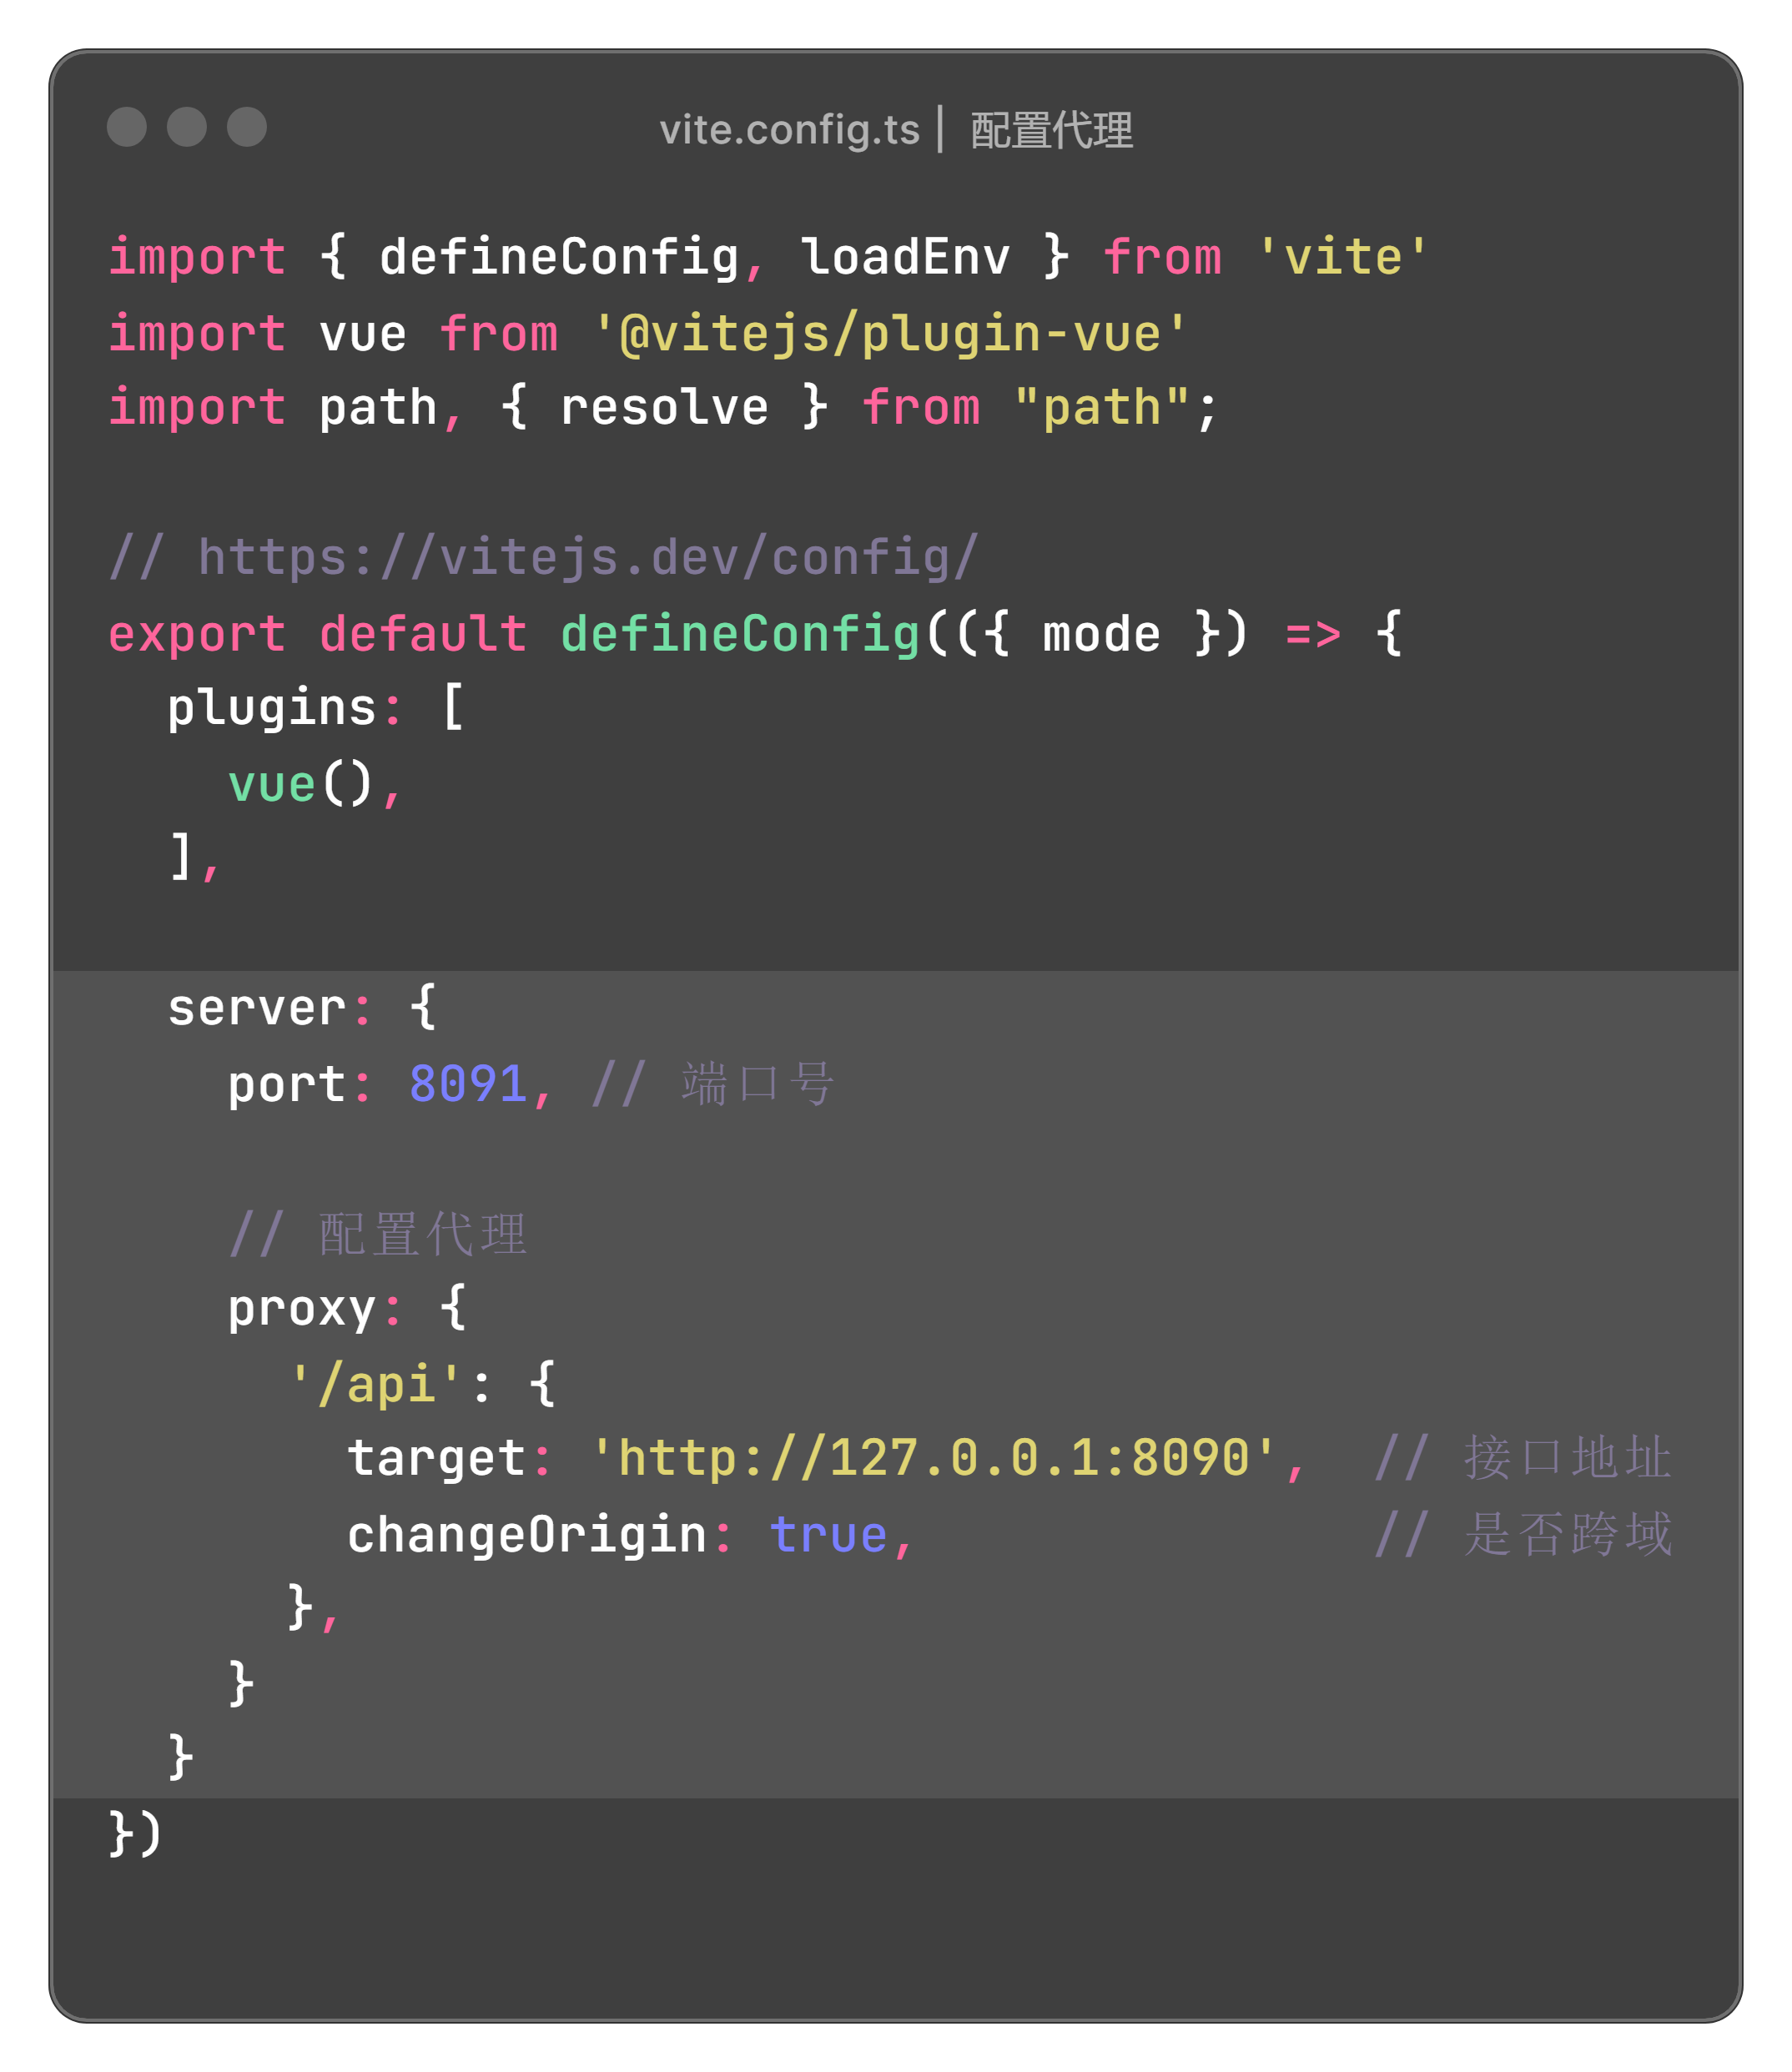 vite.config.ts | 配置代理
import { defineConfig, loadEnv } from 'vite'
import vue from '@vitejs/plugin-vue'
import path, { resolve } from "path";
// https://vitejs.dev/config/
export default defineConfig(({ mode }) => {
  plugins: [
    vue(),
  ],
  server: {
    port: 8091, // 端口号
    // 配置代理
    proxy: {
      '/api': {
        target: 'http://127.0.0.1:8090',  // 接口地址
        changeOrigin: true,               // 是否跨域
      },
    }
  }
})